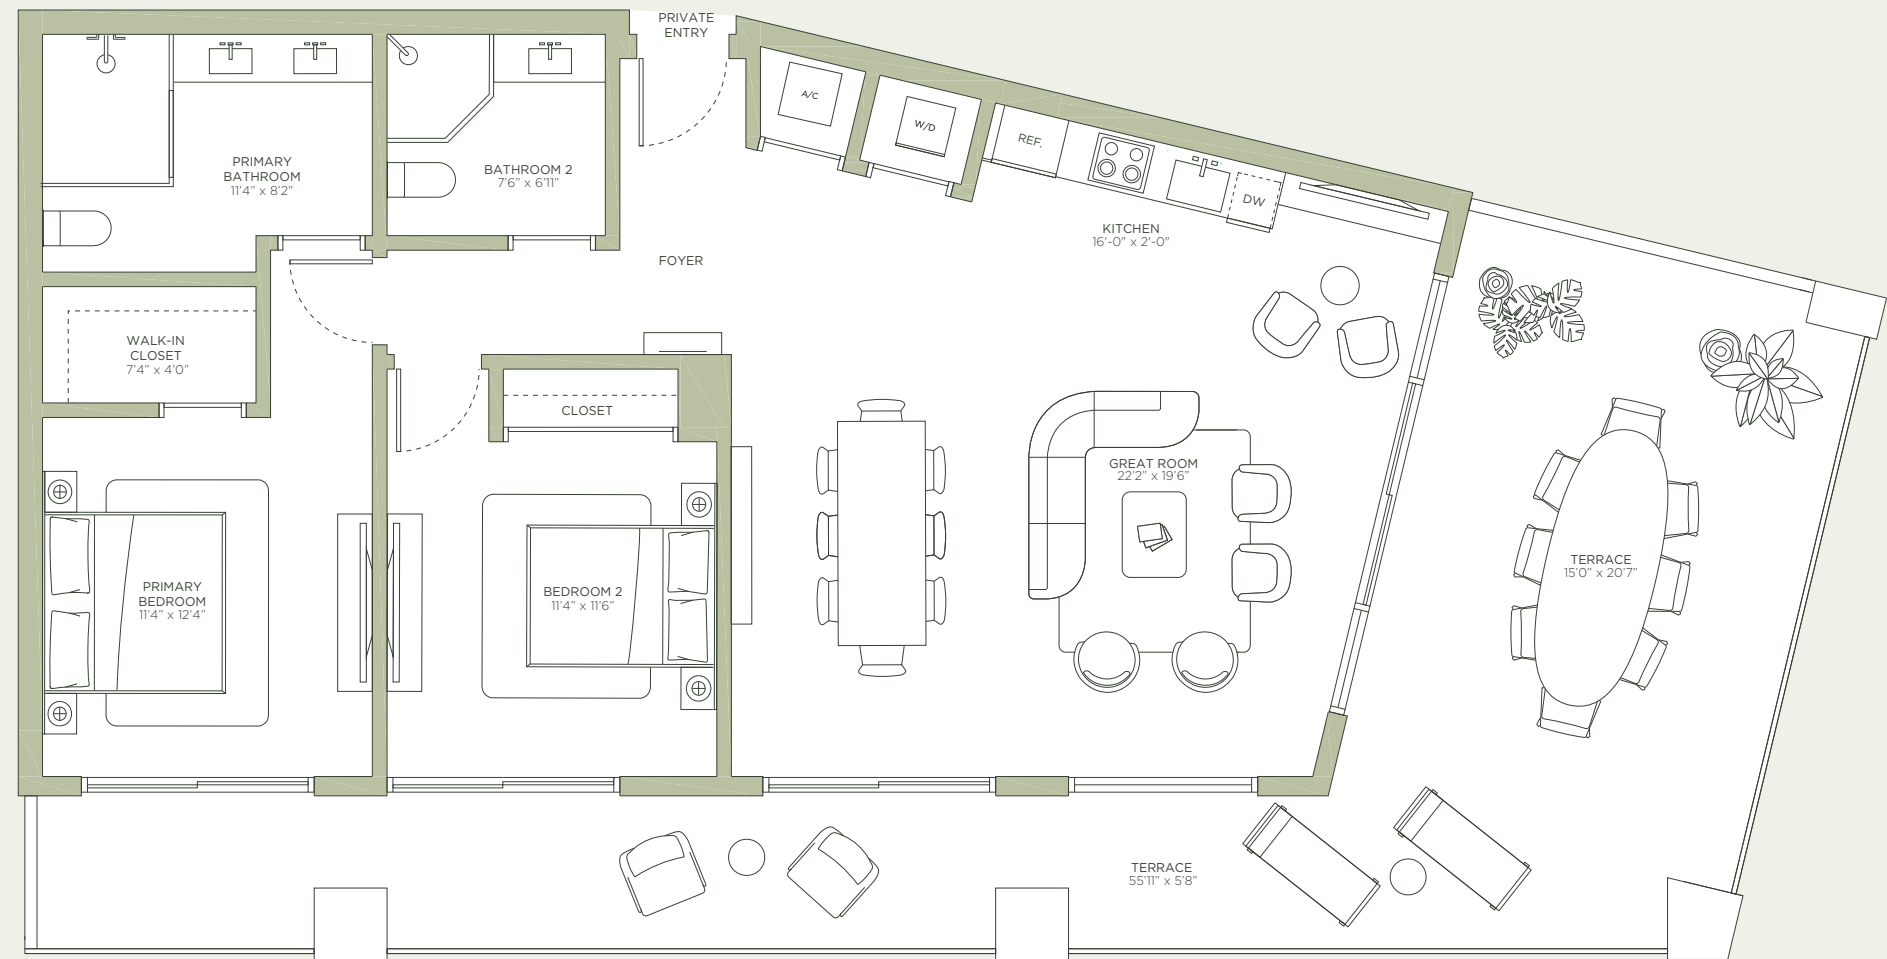 PRIVATE
ENTRY
A/C
W/D
REF.
DW
PRIMARY
BATHROOM
11'4" x 8'2"
BATHROOM 2
7'6" x 6'11"
KITCHEN
16'-0" x 2'-0"
FOYER
WALK-IN
CLOSET
7'4" x 4'0"
CLOSET
GREAT ROOM
22'2" x 19'6"
PRIMARY
BEDROOM
11'4" x 12'4"
BEDROOM 2
11'4" x 11'6"
TERRACE
15'0" x 20'7"
TERRACE
55'11" x 5'8"